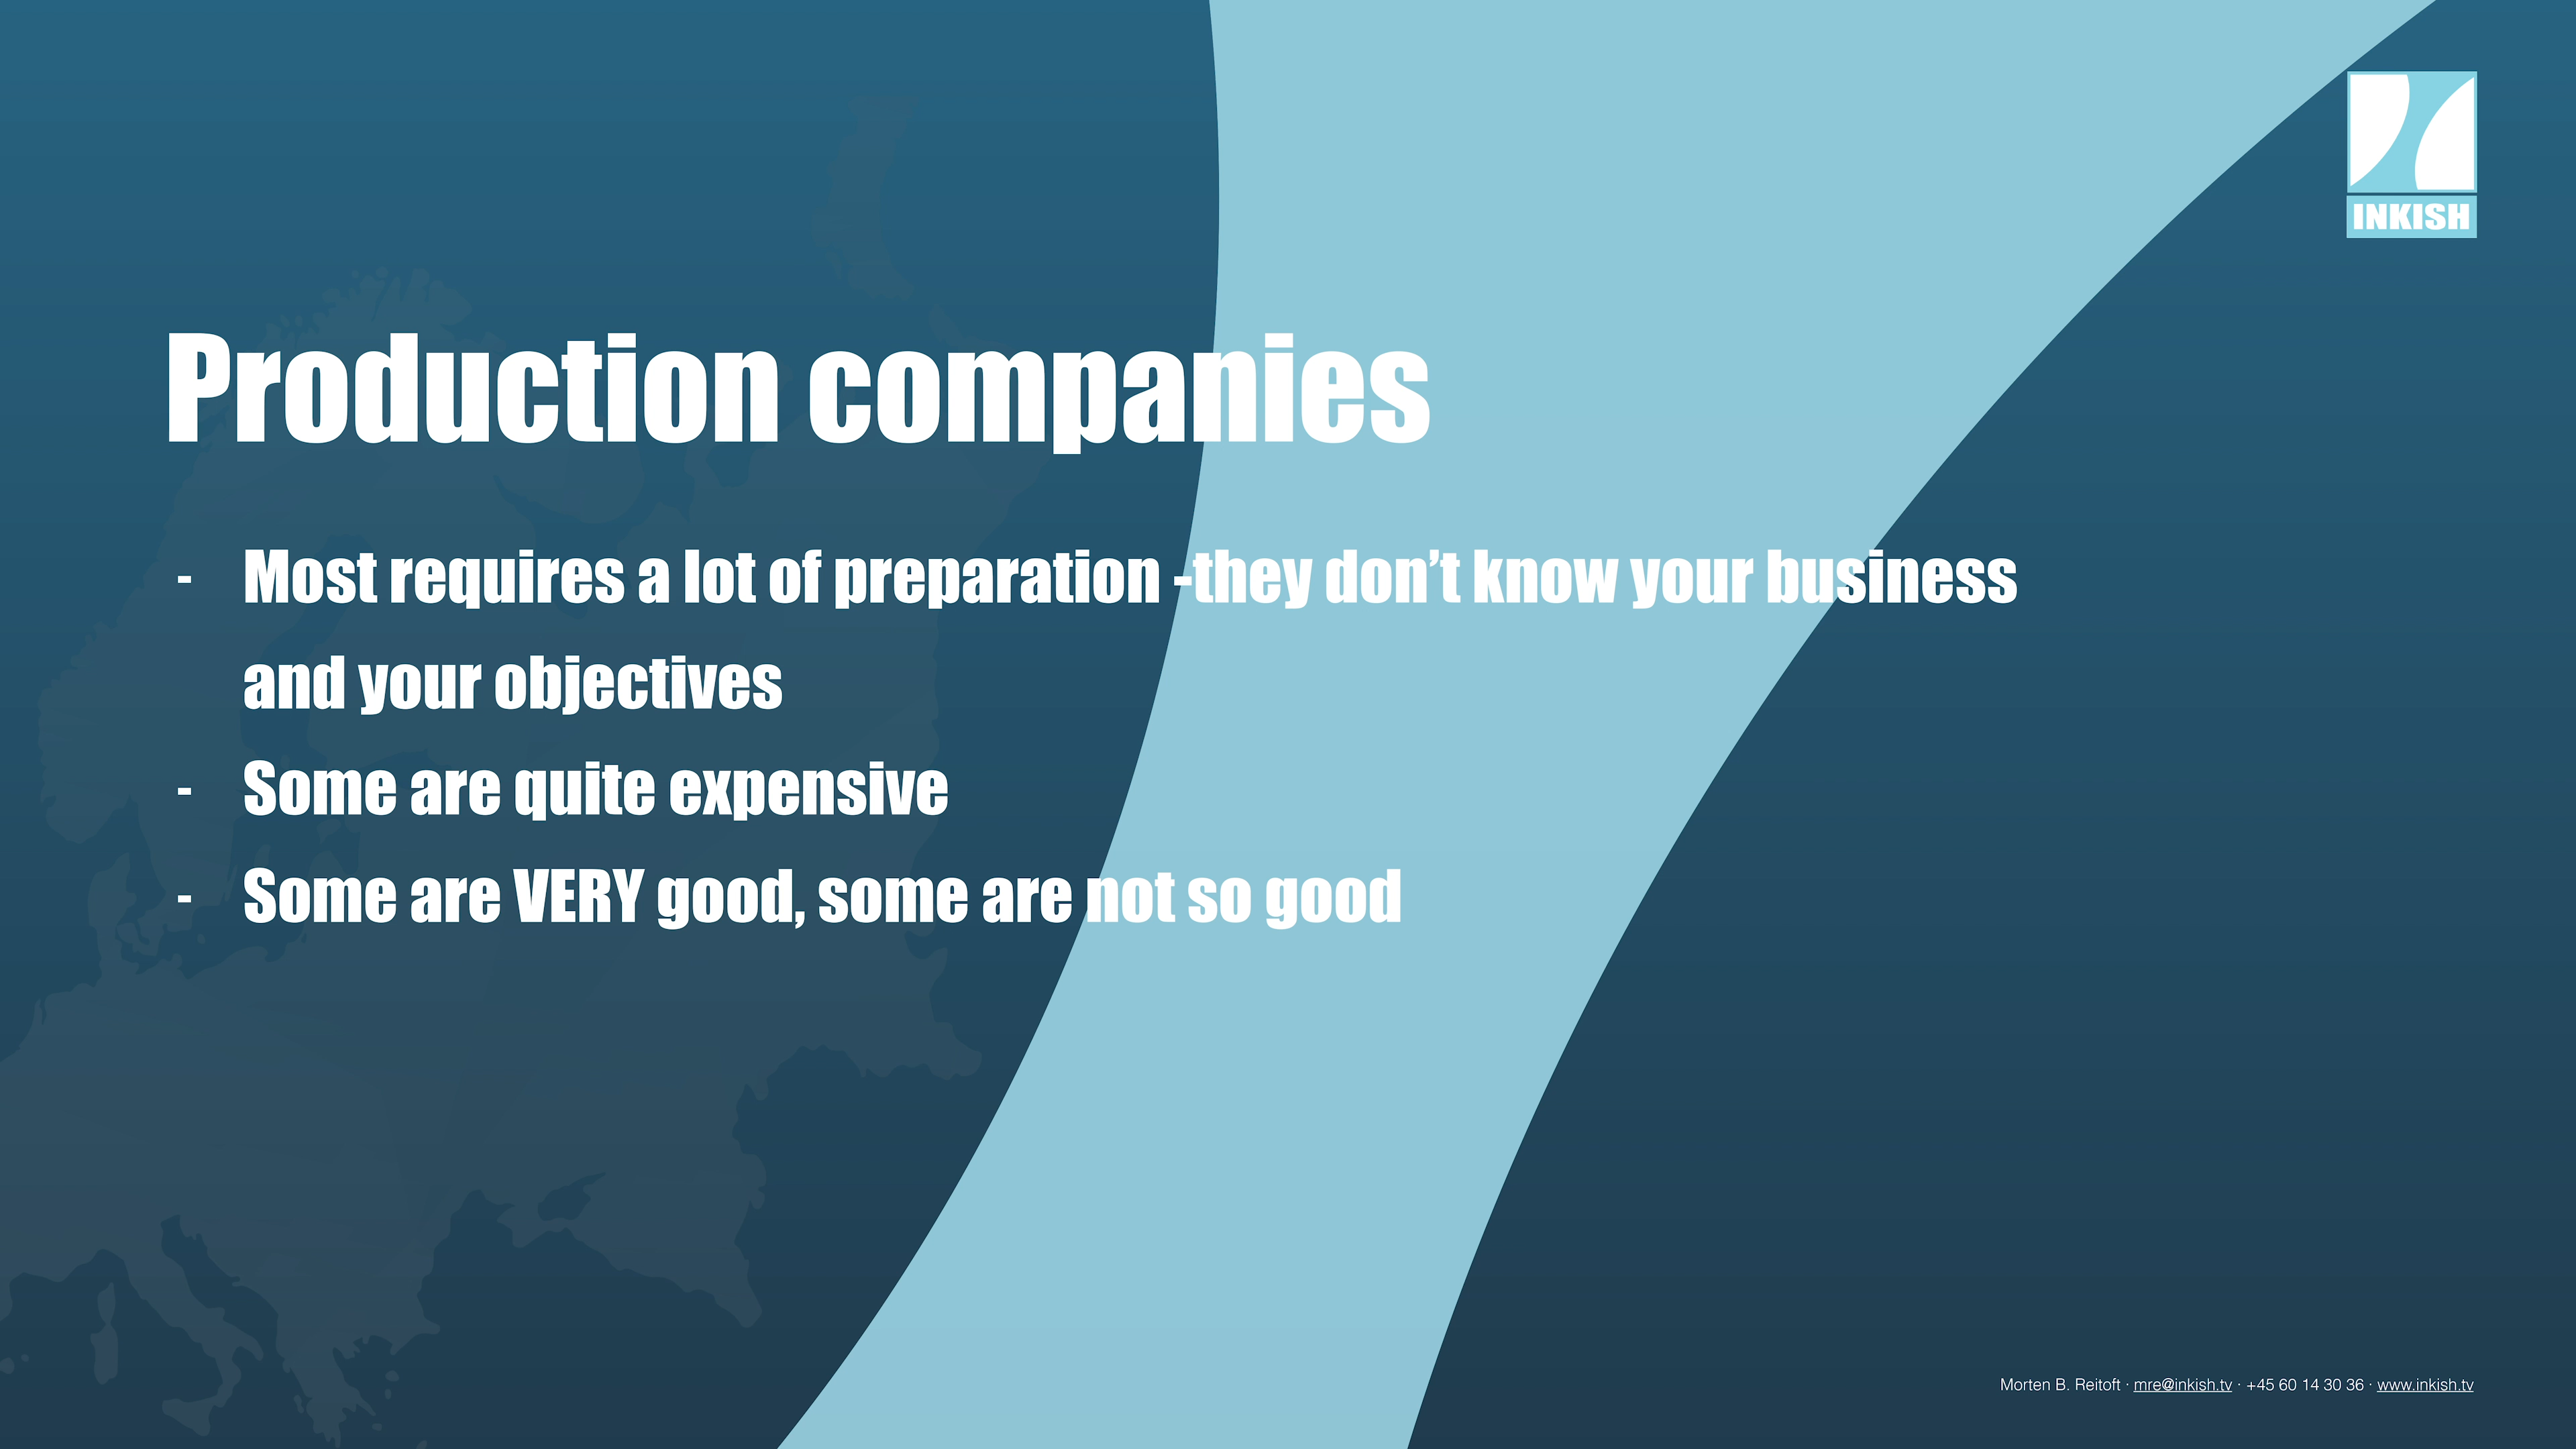 INKISH
Production companies
- Most requires a lot of preparation -they don’t know your business
and your objectives
- Some are quite expensive
- Some are VERY good, some are not so good
Morten B. Reitoft · mre@inkish.tv · +45 60 14 30 36 · www.inkish.tv